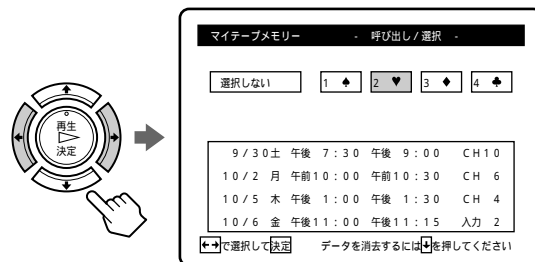 マイテープメモリー - 呼び出し / 選択 -
選択しない 1 ♠ 2 ♥ 3 ♦ 4 ♣
再生
決定
9/30土 午後 7:30 午後 9:00 CH10
10/2 月 午前10:00 午前10:30 CH 6
10/5 木 午後 1:00 午後 1:30 CH 4
10/6 金 午後11:00 午後11:15 入力 2
←→で選択して決定 データを消去するには↓を押してください